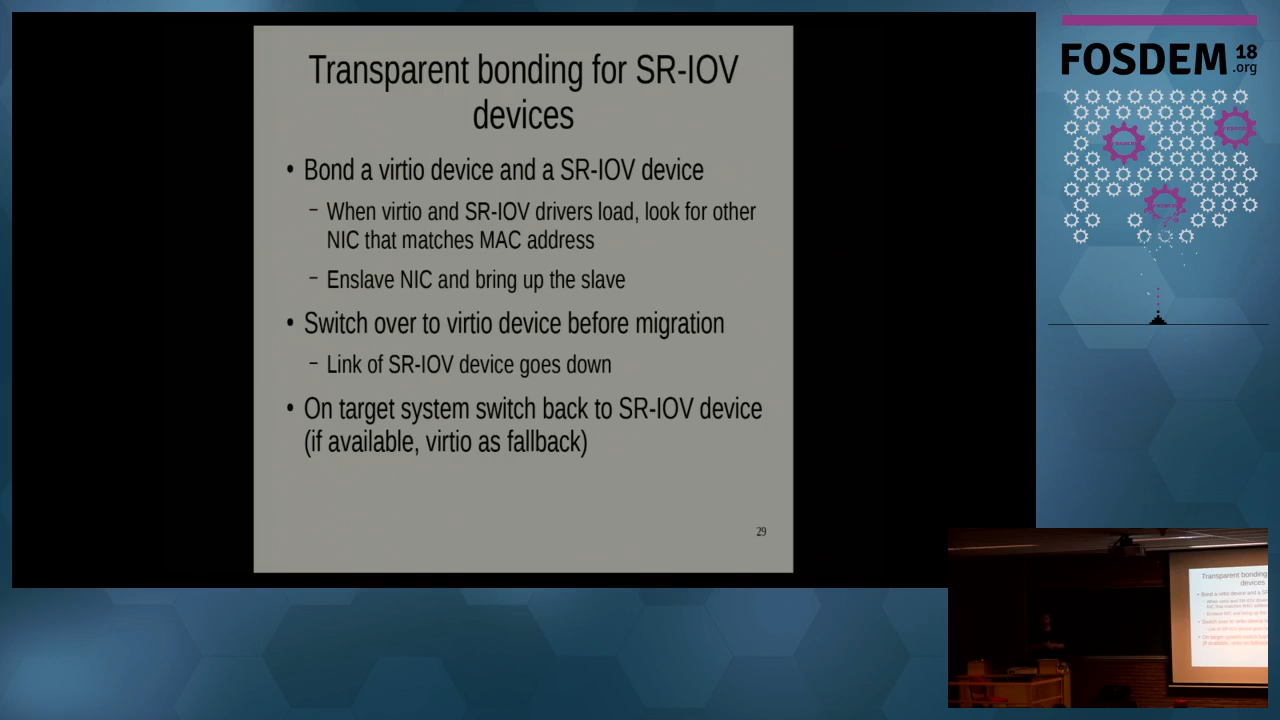 Transparent bonding for SR-IOV
devices
• Bond a virtio device and a SR-IOV device
– When virtio and SR-IOV drivers load, look for other
NIC that matches MAC address
– Enslave NIC and bring up the slave
• Switch over to virtio device before migration
– Link of SR-IOV device goes down
• On target system switch back to SR-IOV device
(if available, virtio as fallback)
29
FOSDEM 18
.org
Transparent bonding
devices